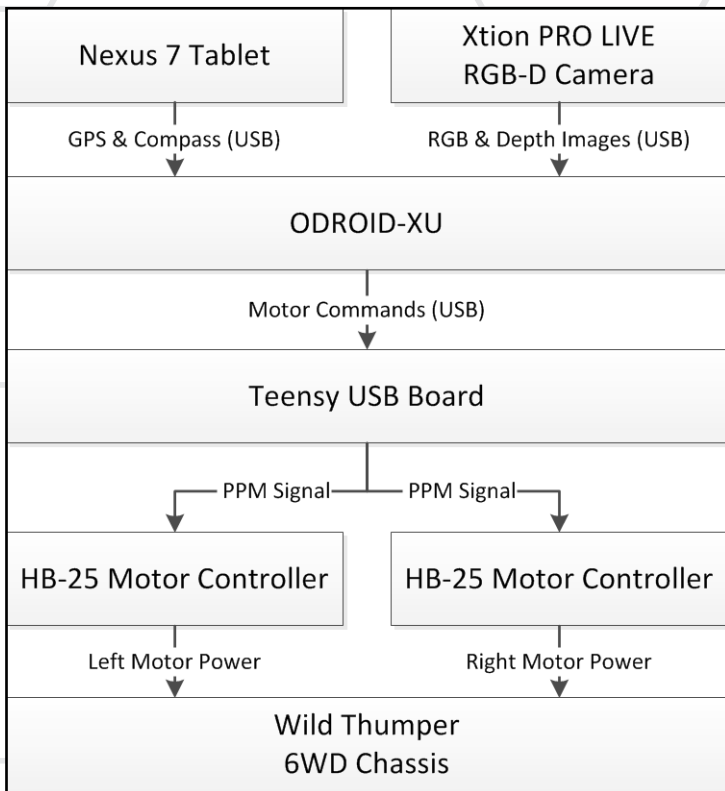 Nexus 7 Tablet
Xtion PRO LIVE
RGB-D Camera
GPS & Compass (USB)
RGB & Depth Images (USB)
ODROID-XU
Motor Commands (USB)
Teensy USB Board
PPM Signal
PPM Signal
HB-25 Motor Controller
HB-25 Motor Controller
Left Motor Power
Right Motor Power
Wild Thumper
6WD Chassis